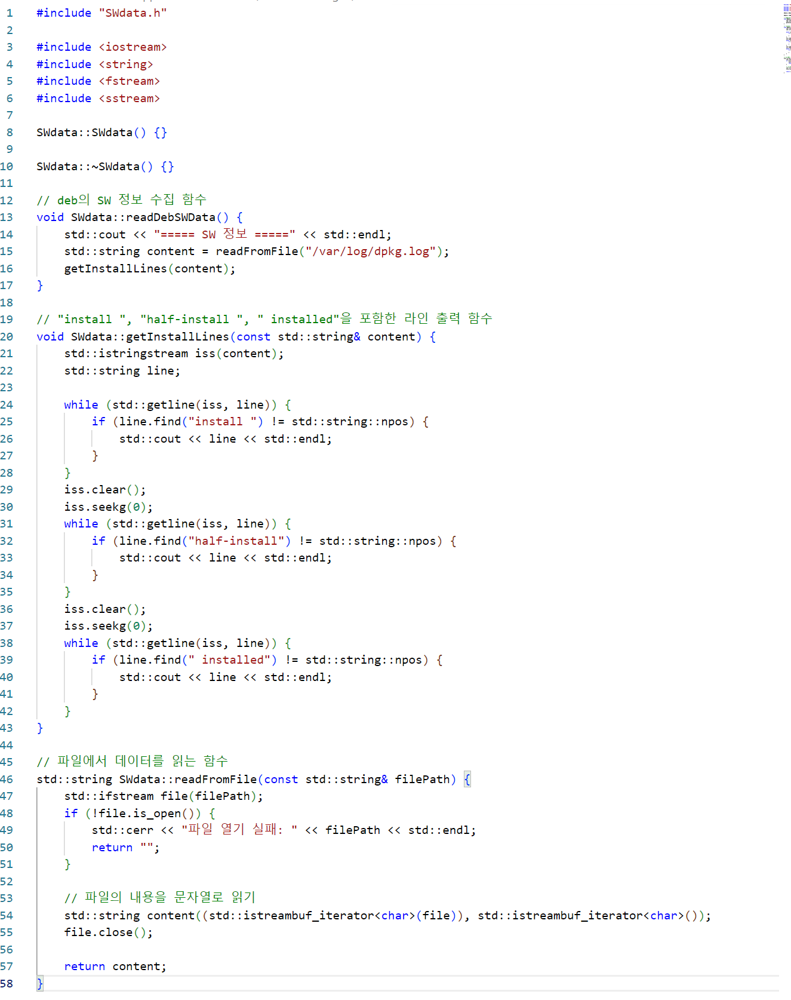 1 #include "SWdata.h"
2
3 #include <iostream>
4 #include <string>
5 #include <fstream>
6 #include <sstream>
7
8 SWdata::SWdata() {}
9
10 SWdata::~SWdata() {}
11
12 // deb의 SW 정보 수집 함수
13 void SWdata::readDebSWData() {
14     std::cout << "===== SW 정보 =====" << std::endl;
15     std::string content = readFromFile("/var/log/dpkg.log");
16     getInstallLines(content);
17 }
18
19 // "install ", "half-install ", " installed"을 포함한 라인 출력 함수
20 void SWdata::getInstallLines(const std::string& content) {
21     std::istringstream iss(content);
22     std::string line;
23
24     while (std::getline(iss, line)) {
25         if (line.find("install ") != std::string::npos) {
26             std::cout << line << std::endl;
27         }
28     }
29     iss.clear();
30     iss.seekg(0);
31     while (std::getline(iss, line)) {
32         if (line.find("half-install") != std::string::npos) {
33             std::cout << line << std::endl;
34         }
35     }
36     iss.clear();
37     iss.seekg(0);
38     while (std::getline(iss, line)) {
39         if (line.find(" installed") != std::string::npos) {
40             std::cout << line << std::endl;
41         }
42     }
43 }
44
45 // 파일에서 데이터를 읽는 함수
46 std::string SWdata::readFromFile(const std::string& filePath) {
47     std::ifstream file(filePath);
48     if (!file.is_open()) {
49         std::cerr << "파일 열기 실패: " << filePath << std::endl;
50         return "";
51     }
52
53     // 파일의 내용을 문자열로 읽기
54     std::string content((std::istreambuf_iterator<char>(file)), std::istreambuf_iterator<char>());
55     file.close();
56
57     return content;
58 }